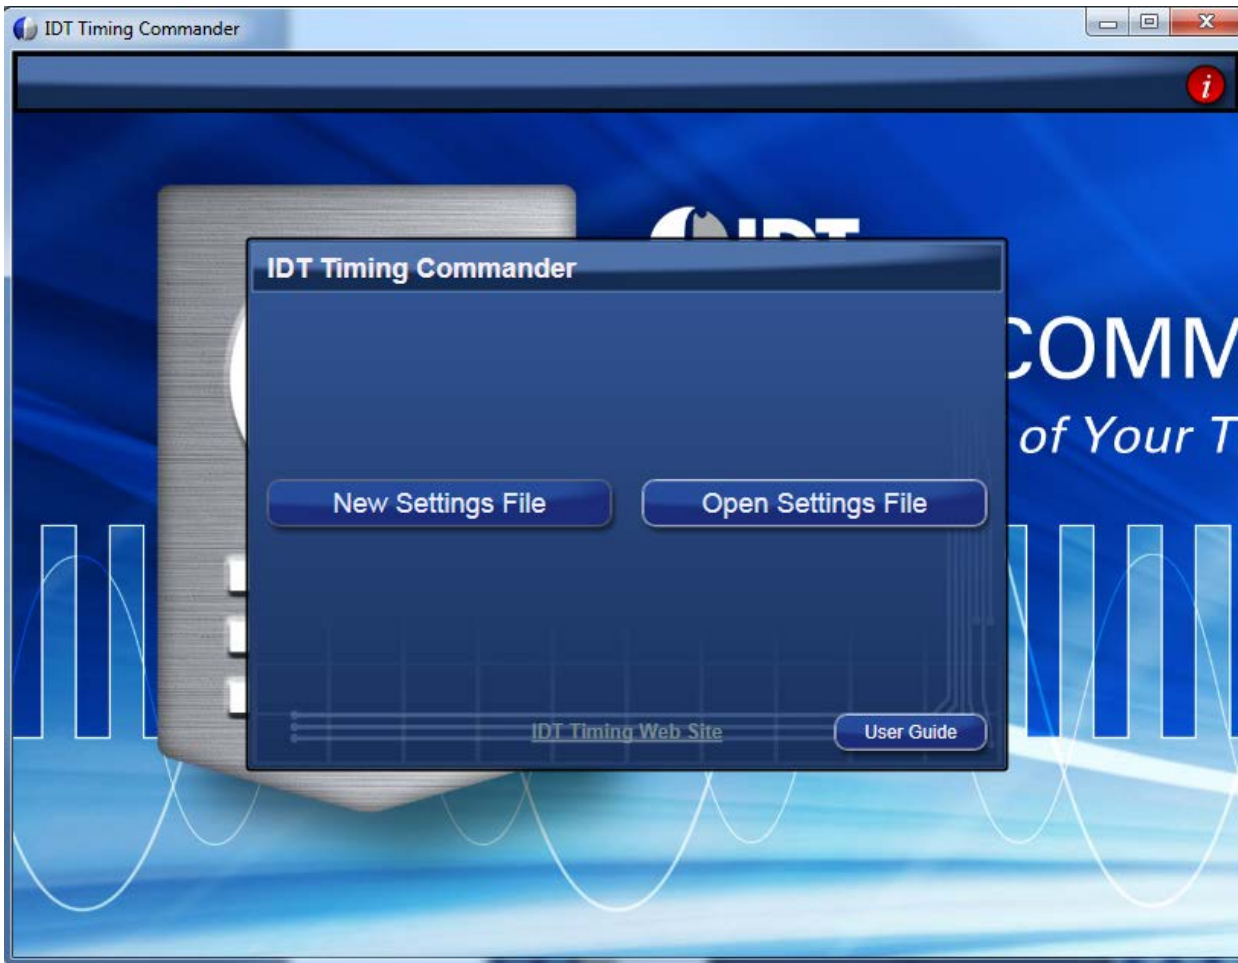 IDT Timing Commander
i
IDT
IDT Timing Commander
COMM
of Your T
New Settings File
Open Settings File
IDT Timing Web Site
User Guide